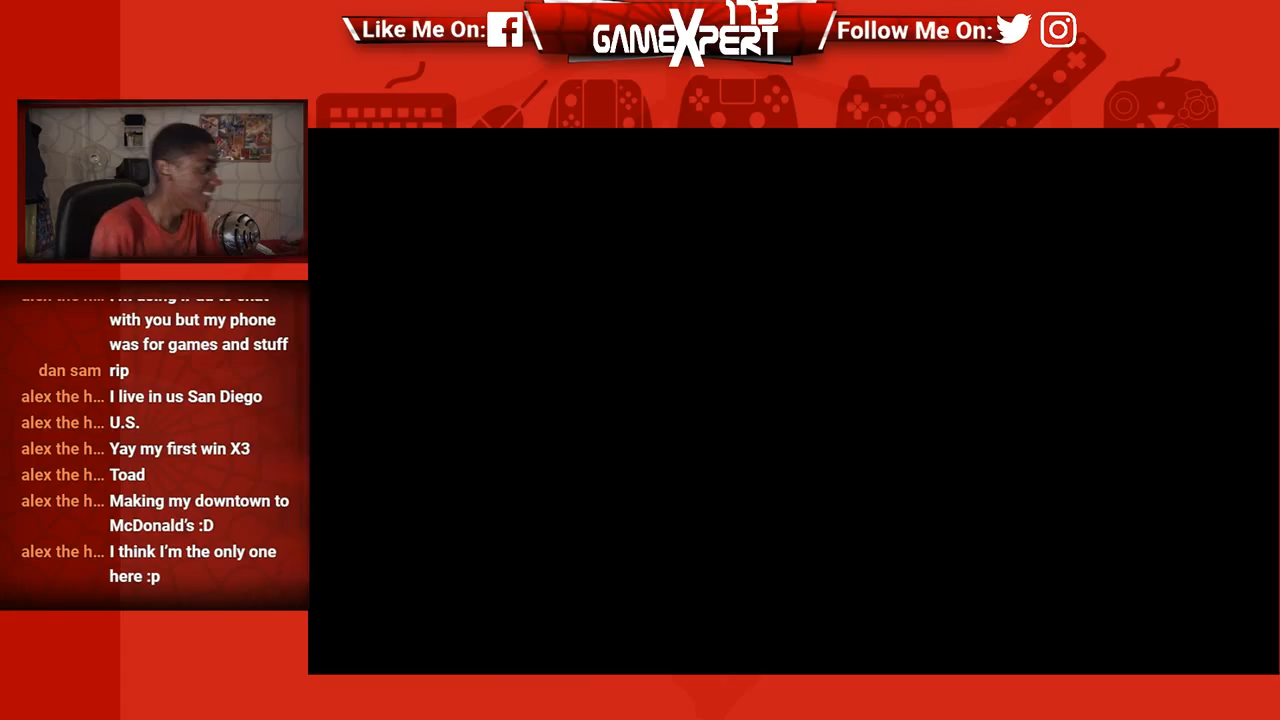 Like Me On:
173
GAMEXPERT
Follow Me On:
with you but my phone
was for games and stuff
dan sam rip
alex the h... I live in us San Diego
alex the h... U.S.
alex the h... Yay my first win X3
alex the h... Toad
alex the h... Making my downtown to
McDonald's :D
alex the h... I think I'm the only one
here :p